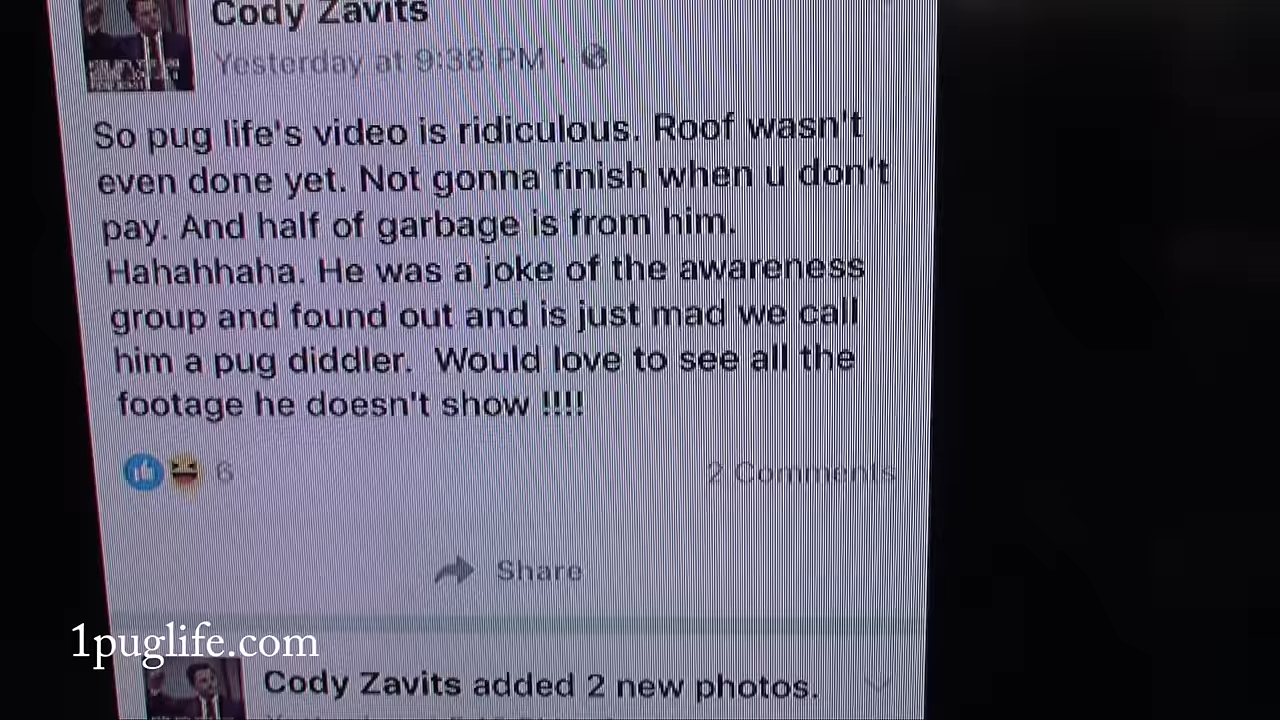 Cody Zavits
Yesterday at 9:38 PM ·
So pug life's video is ridiculous. Roof wasn't
even done yet. Not gonna finish when u don't
pay. And half of garbage is from him.
Hahahhaha. He was a joke of the awareness
group and found out and is just mad we call
him a pug diddler. Would love to see all the
footage he doesn't show !!!!
6
2 Comments
Share
1puglife.com
Cody Zavits added 2 new photos.